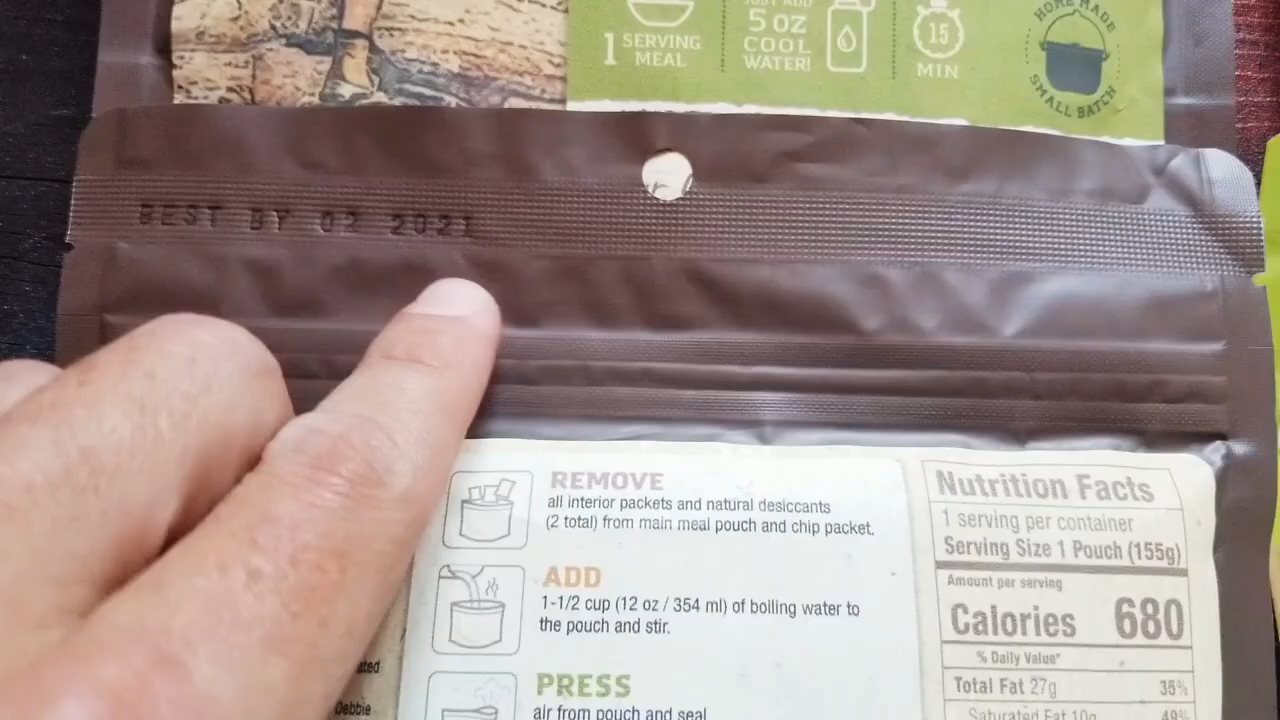 1 SERVING MEAL
JUST ADD
5 OZ
COOL
WATER!
15
MIN
HOME MADE
SMALL BATCH
BEST BY 02 2021
REMOVE
all interior packets and natural desiccants
(2 total) from main meal pouch and chip packet.
ADD
1-1/2 cup (12 oz / 354 ml) of boiling water to
the pouch and stir.
PRESS
air from pouch and seal
Debbie
Nutrition Facts
1 serving per container
Serving Size 1 Pouch (155g)
Amount per serving
Calories 680
% Daily Value*
Total Fat 27g 35%
Saturated Fat 10g 49%